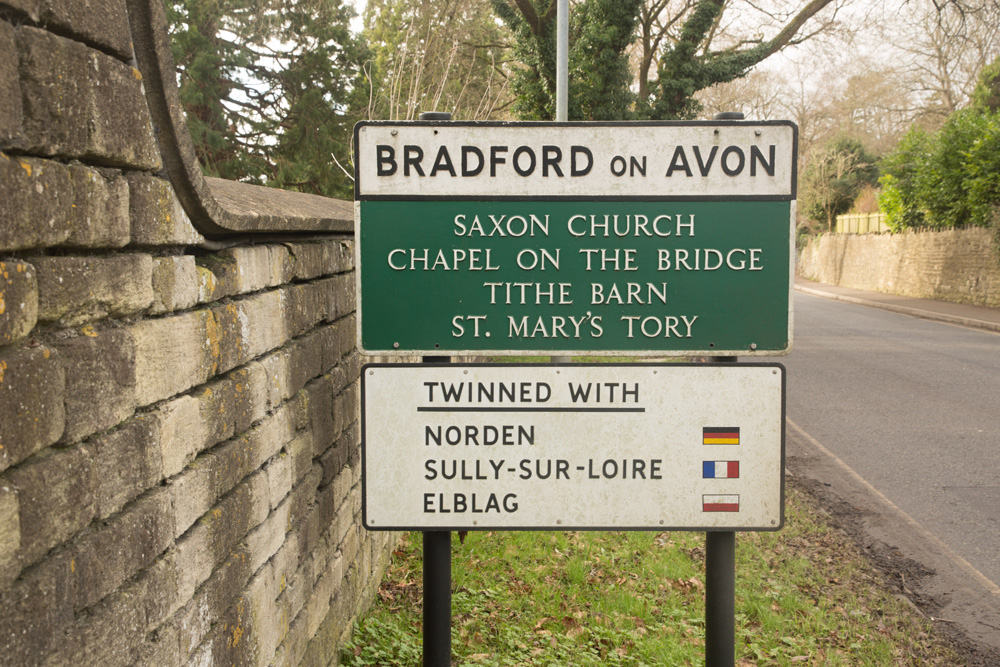 BRADFORD ON AVON
SAXON CHURCH
CHAPEL ON THE BRIDGE
TITHE BARN
ST. MARY'S TORY
TWINNED WITH
NORDEN
SULLY-SUR-LOIRE
ELBLAG